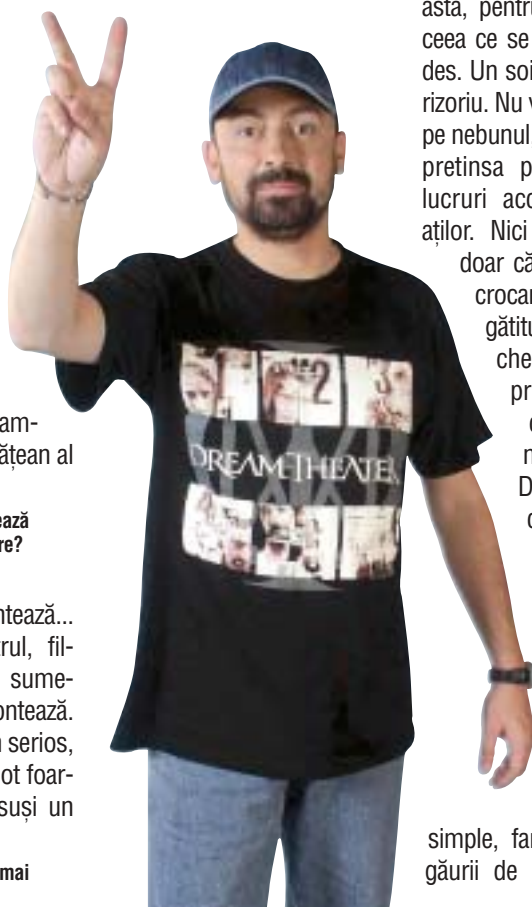 am-
ățean al
ează
re?
ntează...
rul, fil-
sume-
ontează.
n serios,
ot foar-
suși un
mai
DREAM THEATER
asta, pentru
ceea ce se
des. Un soi
rizoriu. Nu v
pe nebunul
pretinsa p
lucruri acc
aților. Nici
doar că
crocar
gătitu
che
pr
c
n
D
c
simple, far
găurii de